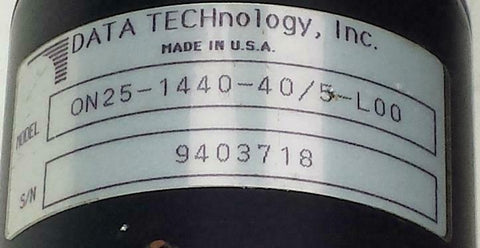 DATA TECHnology, Inc.
MADE IN U.S.A.
MODEL ON25-1440-40/5-L00
S/N 9403718